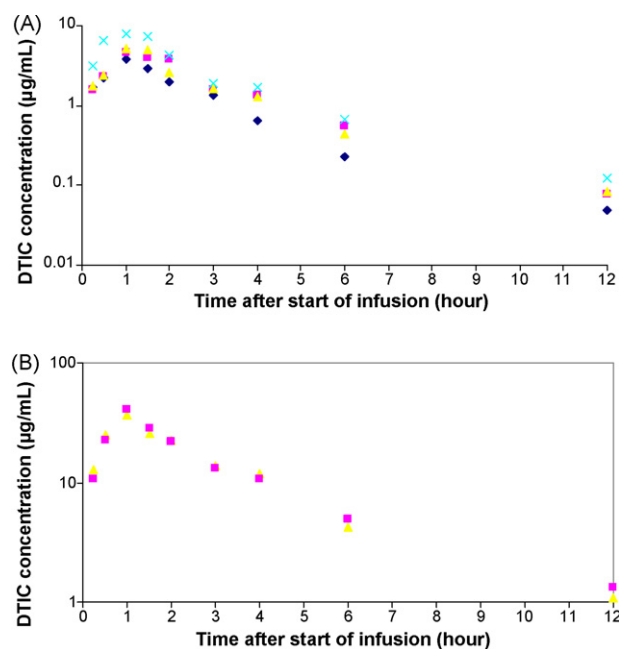 (A)
DTIC concentration (µg/mL)
10
1
0.1
0.01
0 1 2 3 4 5 6 7 8 9 10 11 12
Time after start of infusion (hour)
(B)
DTIC concentration (µg/mL)
100
10
1
0 1 2 3 4 5 6 7 8 9 10 11 12
Time after start of infusion (hour)